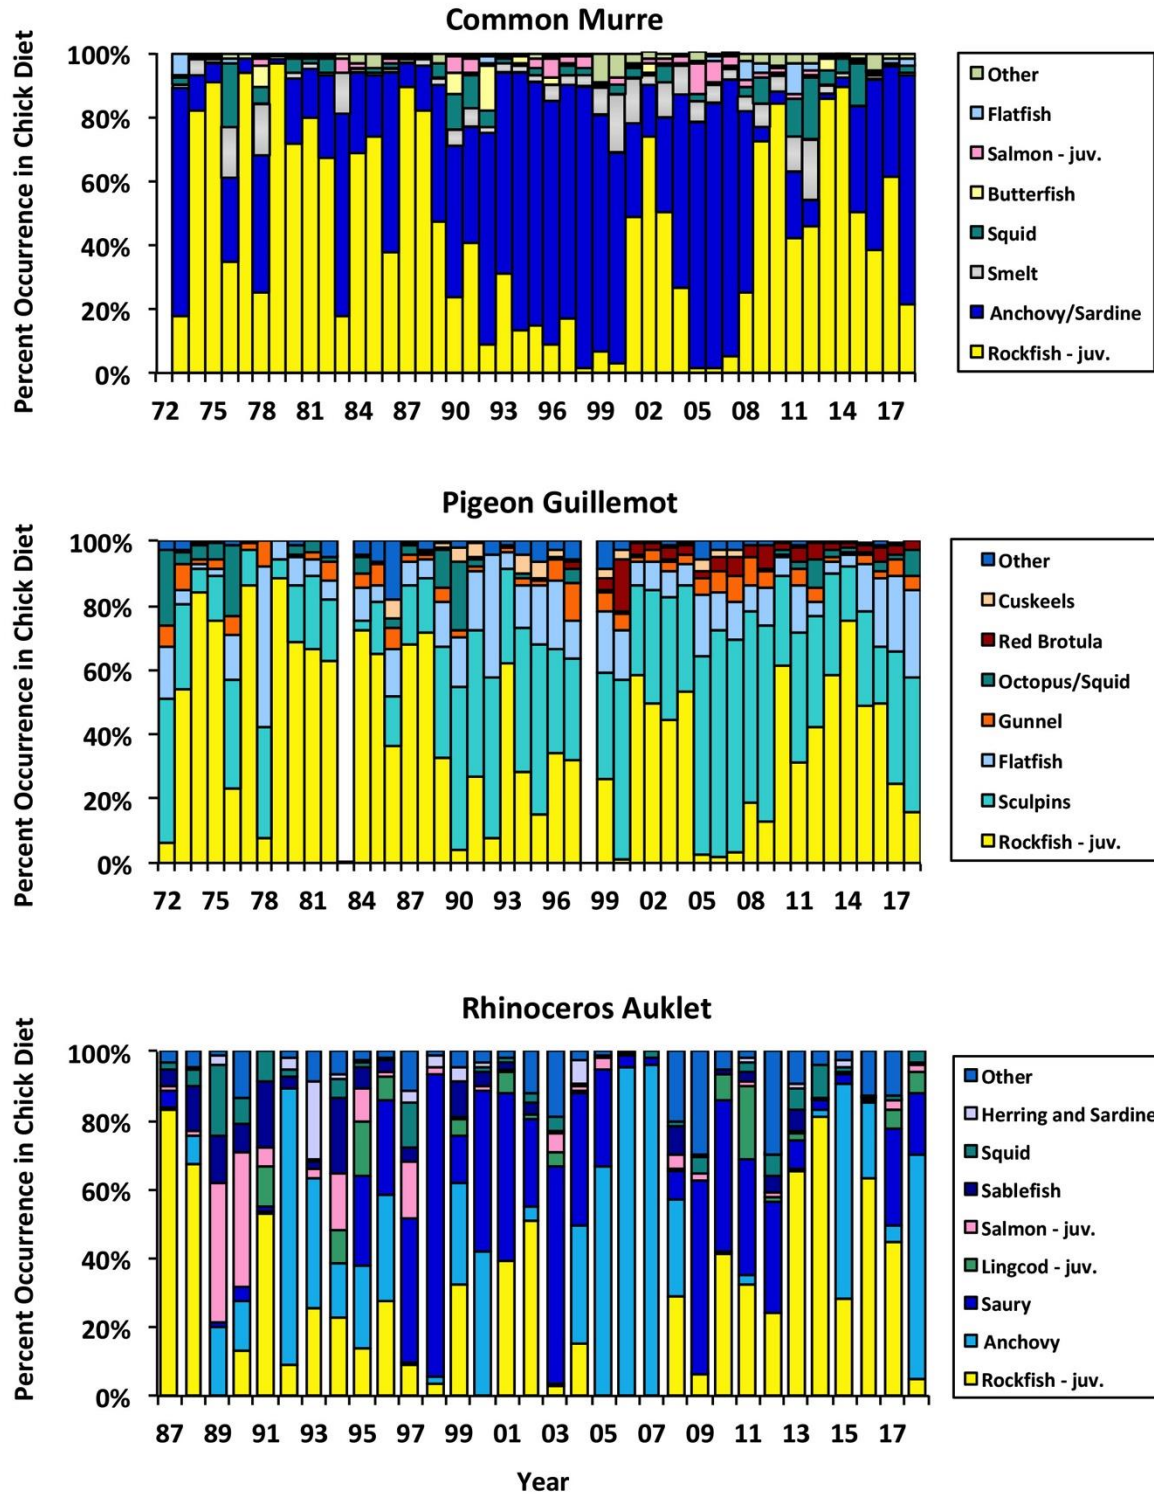 Common Murre
Percent Occurrence in Chick Diet
100%
80%
60%
40%
20%
0%
72 75 78 81 84 87 90 93 96 99 02 05 08 11 14 17
Other
Flatfish
Salmon - juv.
Butterfish
Squid
Smelt
Anchovy/Sardine
Rockfish - juv.
Pigeon Guillemot
Percent Occurrence in Chick Diet
100%
80%
60%
40%
20%
0%
72 75 78 81 84 87 90 93 96 99 02 05 08 11 14 17
Other
Cuskeels
Red Brotula
Octopus/Squid
Gunnel
Flatfish
Sculpins
Rockfish - juv.
Rhinoceros Auklet
Percent Occurrence in Chick Diet
100%
80%
60%
40%
20%
0%
87 89 91 93 95 97 99 01 03 05 07 09 11 13 15 17
Year
Other
Herring and Sardine
Squid
Sablefish
Salmon - juv.
Lingcod - juv.
Saury
Anchovy
Rockfish - juv.